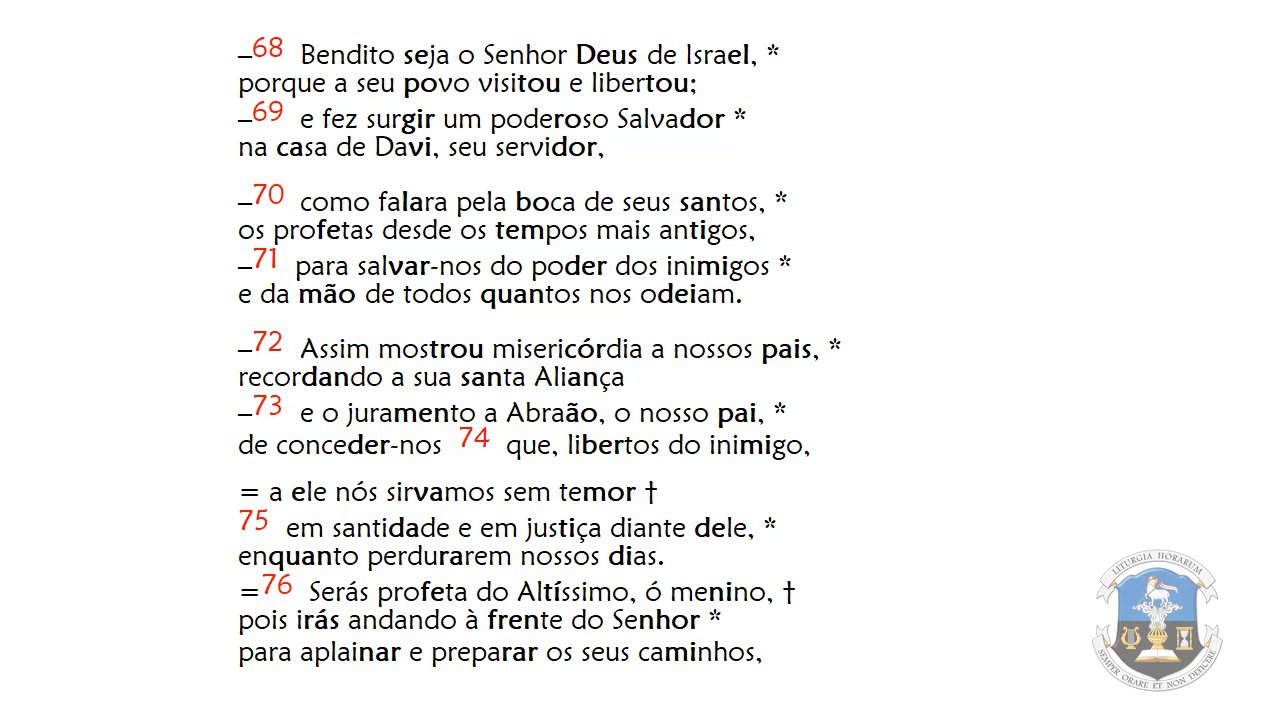 –68 Bendito seja o Senhor Deus de Israel, *
porque a seu povo visitou e libertou;
–69 e fez surgir um poderoso Salvador *
na casa de Davi, seu servidor,
–70 como falara pela boca de seus santos, *
os profetas desde os tempos mais antigos,
–71 para salvar-nos do poder dos inimigos *
e da mão de todos quantos nos odeiam.
–72 Assim mostrou misericórdia a nossos pais, *
recordando a sua santa Aliança
–73 e o juramento a Abraão, o nosso pai, *
de conceder-nos 74 que, libertos do inimigo,
= a ele nós sirvamos sem temor †
75 em santidade e em justiça diante dele, *
enquanto perdurarem nossos dias.
=76 Serás profeta do Altíssimo, ó menino, †
pois irás andando à frente do Senhor *
para aplainar e preparar os seus caminhos,
LITURGIA HORARUM
SEMPER ORARE ET NON DEFICERE